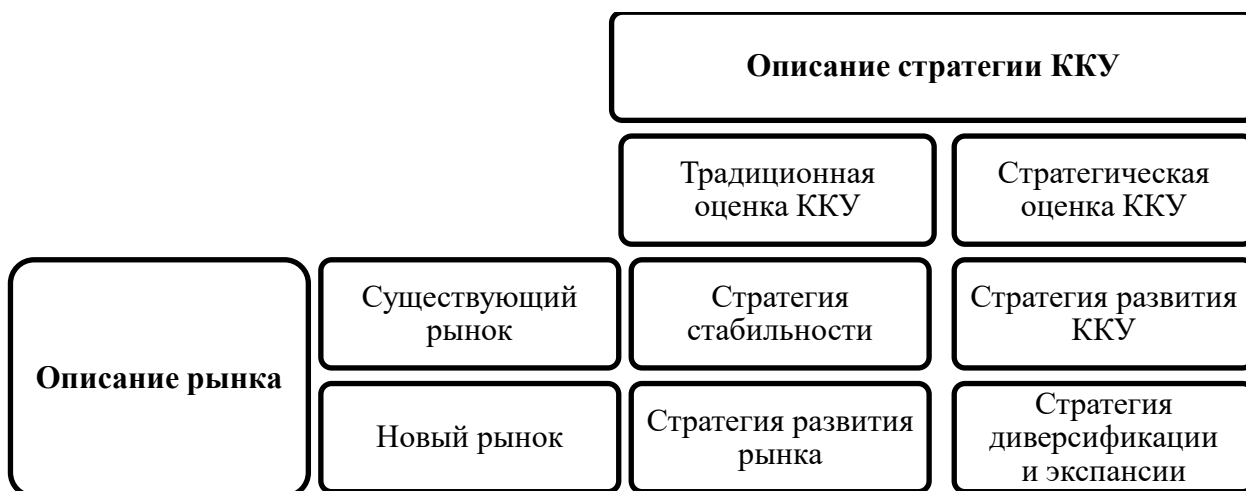 Описание стратегии ККУ
Традиционная
оценка ККУ
Стратегическая
оценка ККУ
Описание рынка
Существующий
рынок
Стратегия
стабильности
Стратегия развития
ККУ
Новый рынок
Стратегия развития
рынка
Стратегия
диверсификации
и экспансии